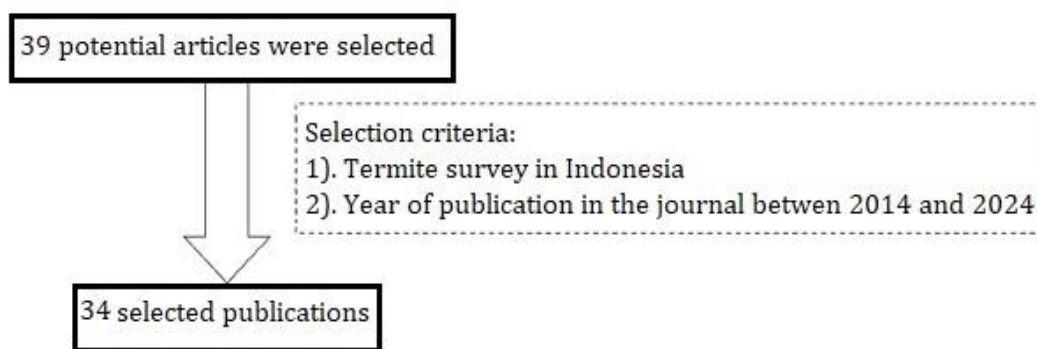 39 potential articles were selected
Selection criteria:
1). Termite survey in Indonesia
2). Year of publication in the journal betwen 2014 and 2024
34 selected publications